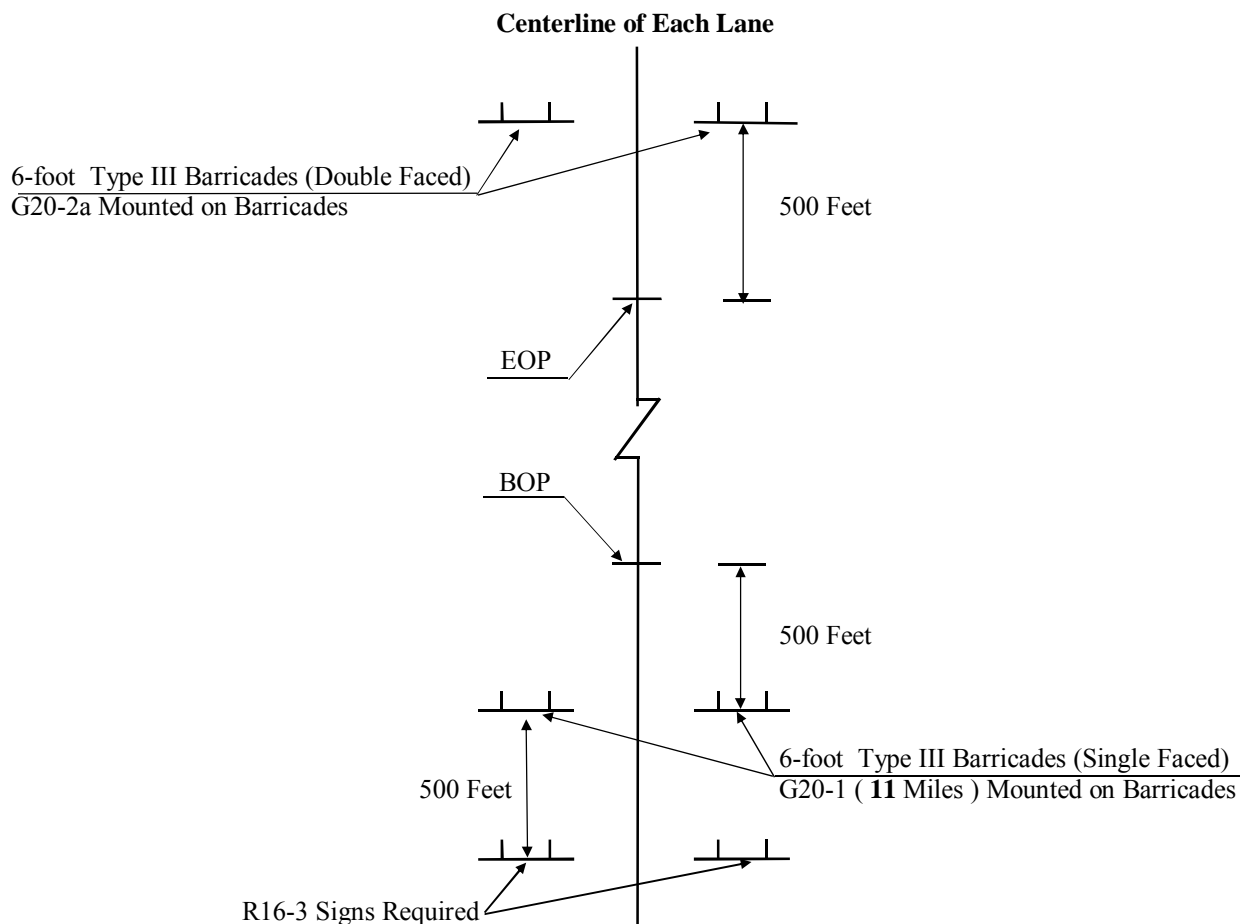 Centerline of Each Lane
6-foot Type III Barricades (Double Faced)
G20-2a Mounted on Barricades
500 Feet
EOP
BOP
500 Feet
6-foot Type III Barricades (Single Faced)
G20-1 ( 11 Miles ) Mounted on Barricades
500 Feet
R16-3 Signs Required